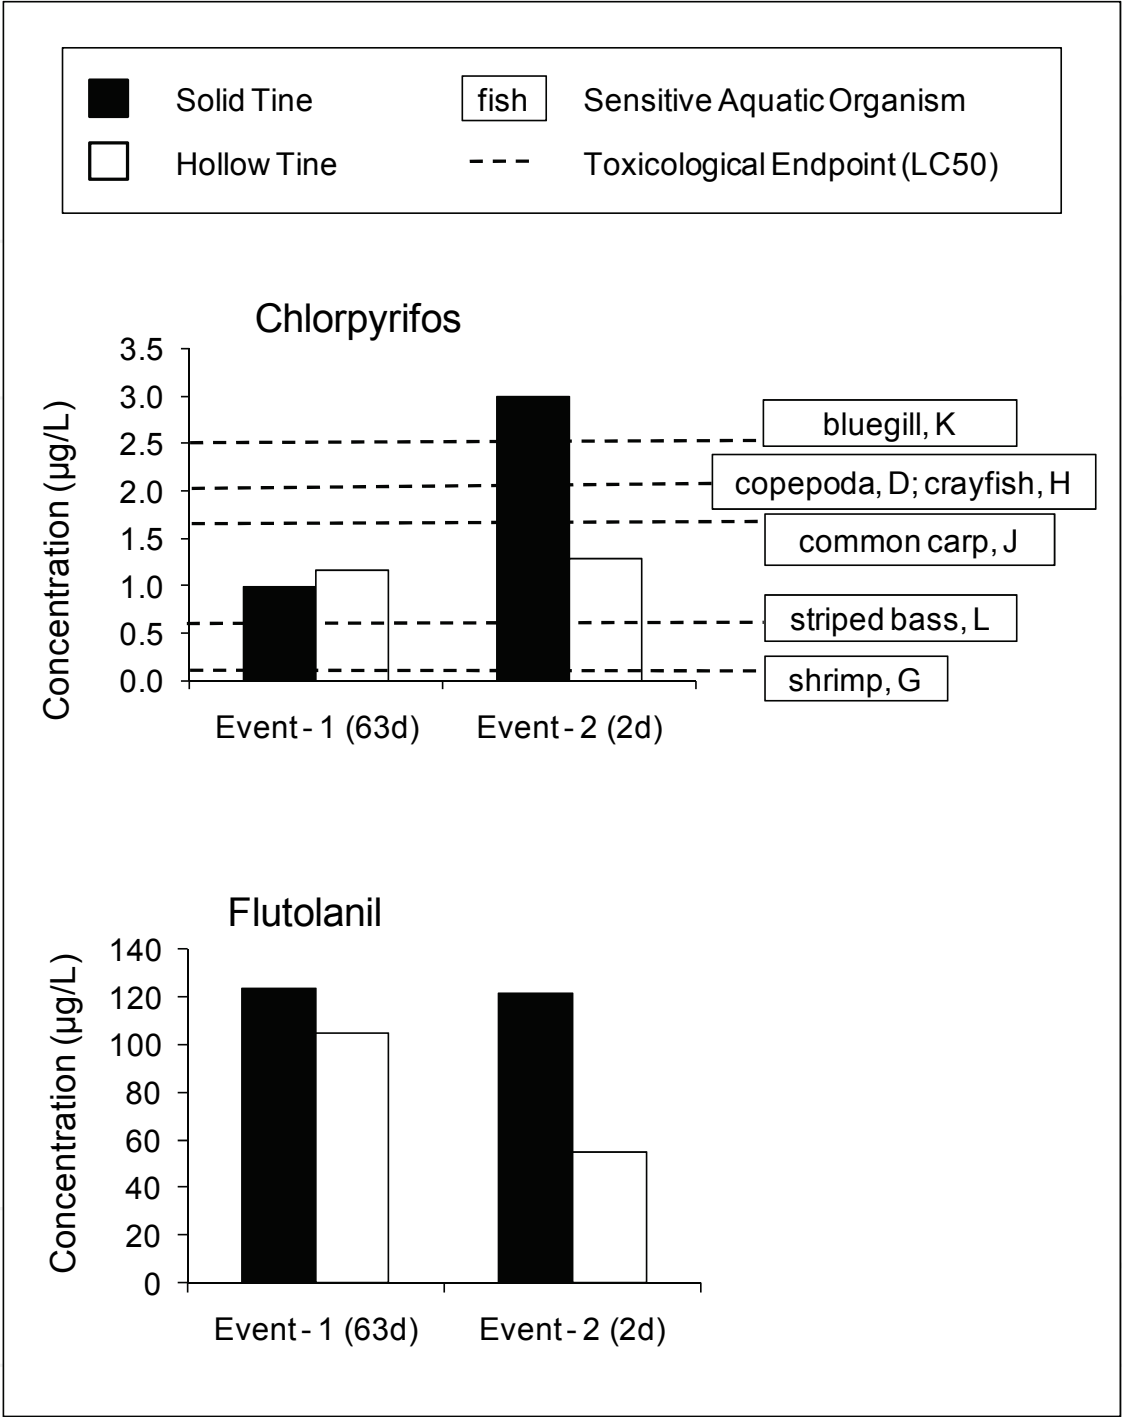 Solid Tine
fish
Sensitive Aquatic Organism
Hollow Tine
Toxicological Endpoint (LC50)
Chlorpyrifos
Concentration (µg/L)
3.5
3.0
2.5
2.0
1.5
1.0
0.5
0.0
bluegill, K
copepoda, D; crayfish, H
common carp, J
striped bass, L
shrimp, G
Event - 1 (63d)
Event - 2 (2d)
Flutolanil
Concentration (µg/L)
140
120
100
80
60
40
20
0
Event - 1 (63d)
Event - 2 (2d)